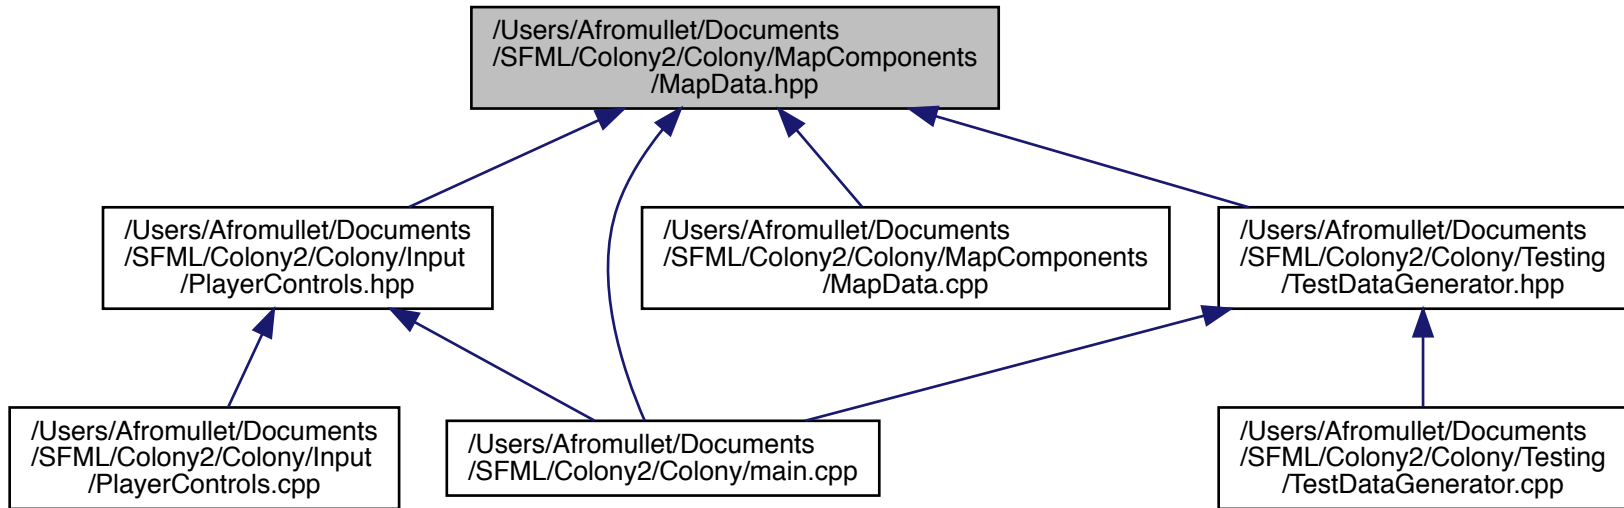 /Users/Afromullet/Documents
/SFML/Colony2/Colony/MapComponents
/MapData.hpp
/Users/Afromullet/Documents
/SFML/Colony2/Colony/Input
/PlayerControls.hpp
/Users/Afromullet/Documents
/SFML/Colony2/Colony/MapComponents
/MapData.cpp
/Users/Afromullet/Documents
/SFML/Colony2/Colony/Testing
/TestDataGenerator.hpp
/Users/Afromullet/Documents
/SFML/Colony2/Colony/Input
/PlayerControls.cpp
/Users/Afromullet/Documents
/SFML/Colony2/Colony/main.cpp
/Users/Afromullet/Documents
/SFML/Colony2/Colony/Testing
/TestDataGenerator.cpp